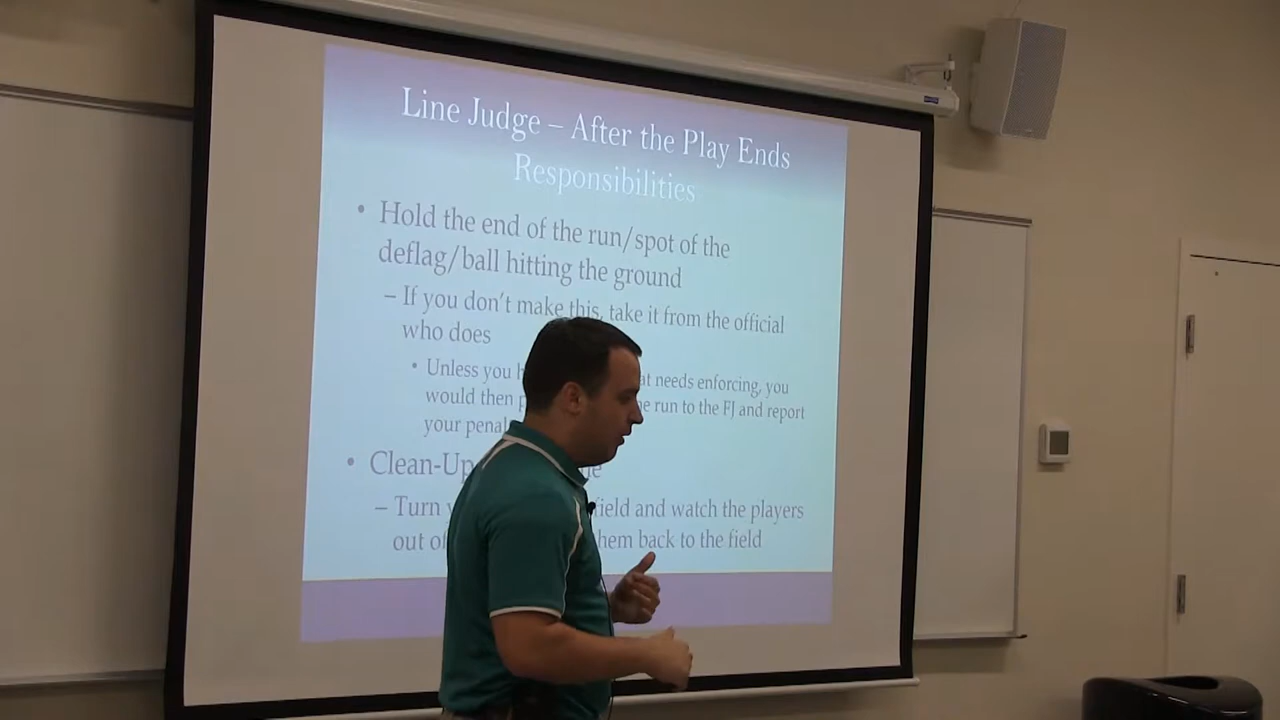 Line Judge – After the Play Ends
Responsibilities
• Hold the end of the run/spot of the
deflag/ball hitting the ground
– If you don't make this, take it from the official
who does
• Unless you needs enforcing, you
would then run to the FJ and report
your
• Clean-Up
– Turn field and watch the players
out back to the field